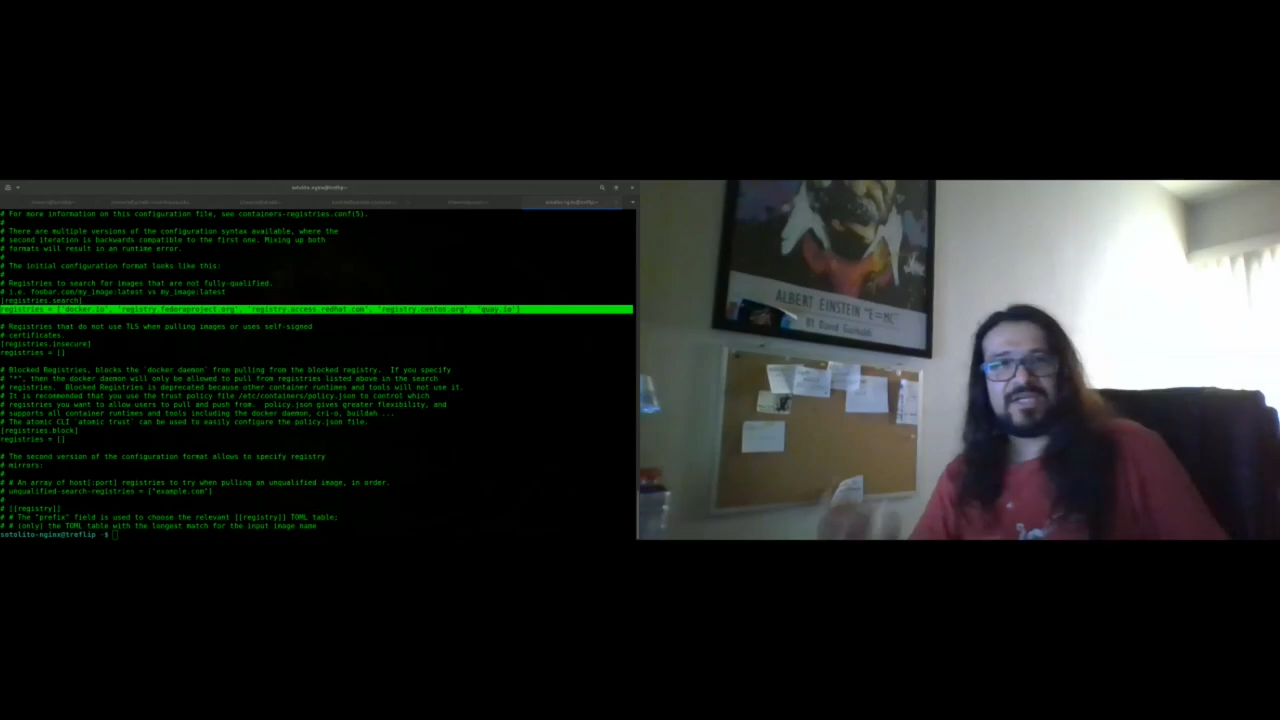 sotolito-nginx@treflip:~
sotolito-nginx@treflip:~
# For more information on this configuration file, see containers-registries.conf(5).
#
# There are multiple versions of the configuration syntax available, where the
# second iteration is backwards compatible to the first one. Mixing up both
# formats will result in an runtime error.
#
# The initial configuration format looks like this:
#
# Registries to search for images that are not fully-qualified.
# i.e. foobar.com/my_image:latest vs my_image:latest
[registries.search]
registries = ['docker.io', 'registry.fedoraproject.org', 'registry.access.redhat.com', 'registry.centos.org', 'quay.io']
# Registries that do not use TLS when pulling images or uses self-signed
# certificates.
[registries.insecure]
registries = []
# Blocked Registries, blocks the `docker daemon` from pulling from the blocked registry.  If you specify
# "*", then the docker daemon will only be allowed to pull from registries listed above in the search
# registries.  Blocked Registries is deprecated because other container runtimes and tools will not use it.
# It is recommended that you use the trust policy file /etc/containers/policy.json to control which
# registries you want to allow users to pull and push from.  policy.json gives greater flexibility, and
# supports all container runtimes and tools including the docker daemon, cri-o, buildah ...
# The atomic CLI `atomic trust` can be used to easily configure the policy.json file.
[registries.block]
registries = []
# The second version of the configuration format allows to specify registry
# mirrors:
#
# # An array of host[:port] registries to try when pulling an unqualified image, in order.
# unqualified-search-registries = ["example.com"]
#
# [[registry]]
# # The "prefix" field is used to choose the relevant [[registry]] TOML table;
# # (only) the TOML table with the longest match for the input image name
sotolito-nginx@treflip ~$
ALBERT EINSTEIN "E=MC²"
BY David Garibaldi